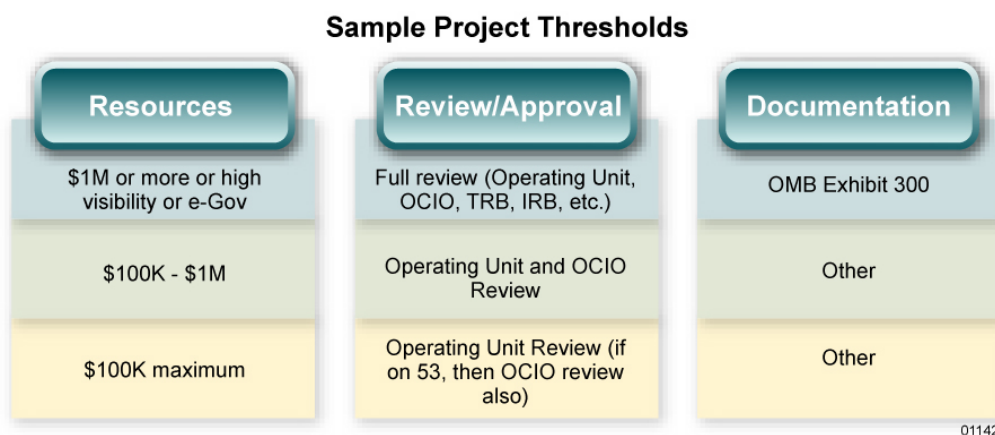 Sample Project Thresholds
Resources
Review/Approval
Documentation
$1M or more or high
visibility or e-Gov
Full review (Operating Unit,
OCIO, TRB, IRB, etc.)
OMB Exhibit 300
$100K - $1M
Operating Unit and OCIO
Review
Other
$100K maximum
Operating Unit Review (if
on 53, then OCIO review
also)
Other
01142